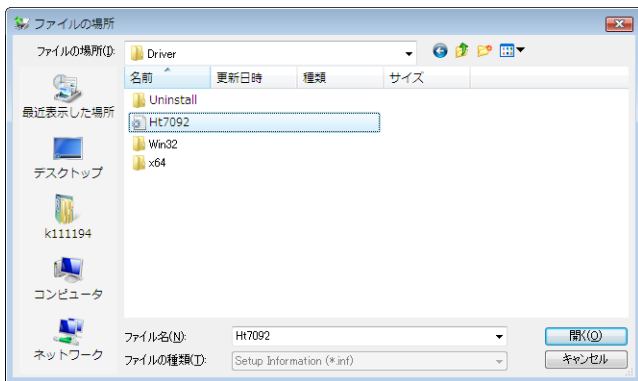 ファイルの場所
ファイルの場所(I): Driver
名前 更新日時 種類 サイズ
Uninstall
Ht7092
Win32
x64
最近表示した場所
デスクトップ
k111194
コンピュータ
ネットワーク
ファイル名(N): Ht7092 開く(O)
ファイルの種類(T): Setup Information (*.inf) キャンセル